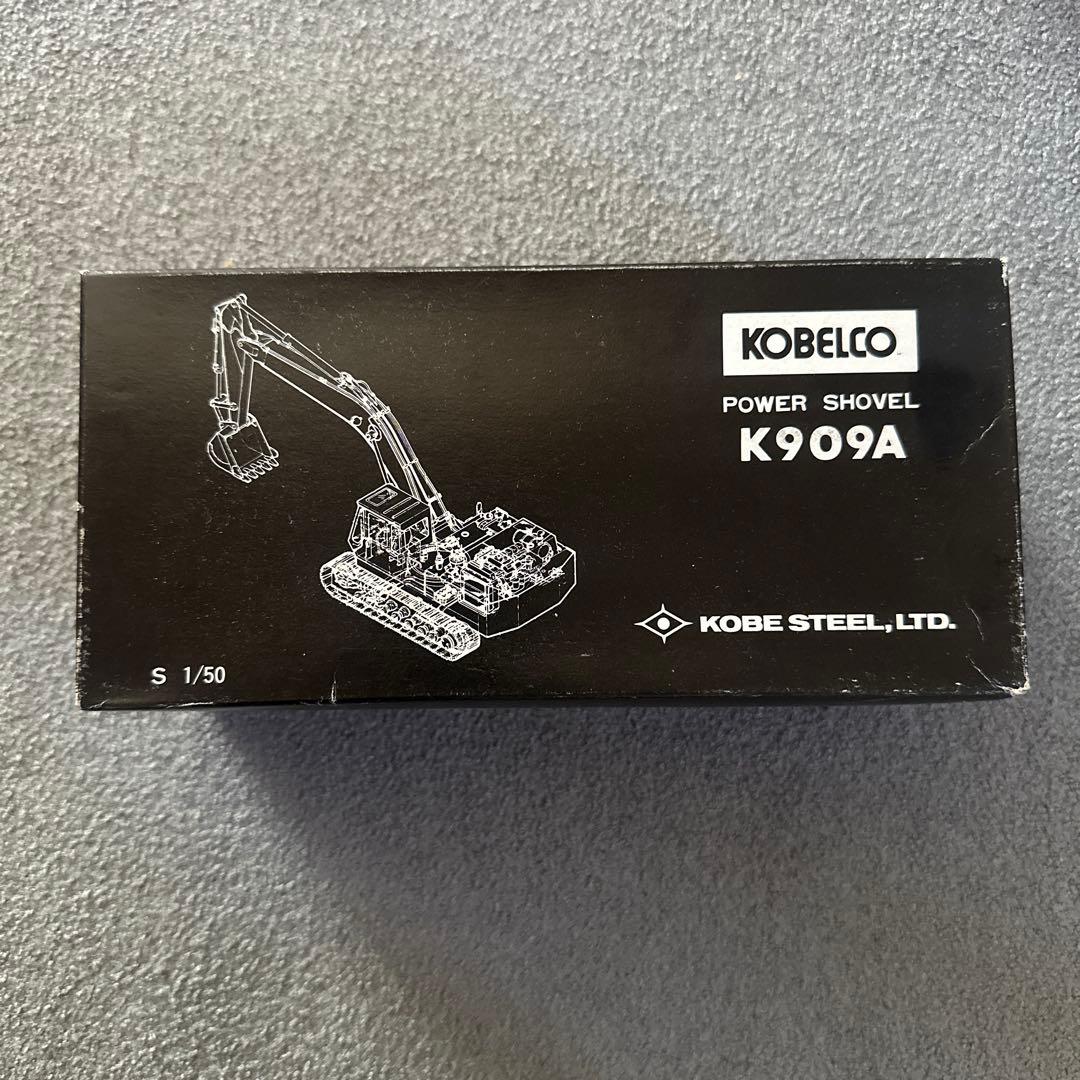 KOBELCO
POWER SHOVEL
K909A
KOBE STEEL, LTD.
S 1/50